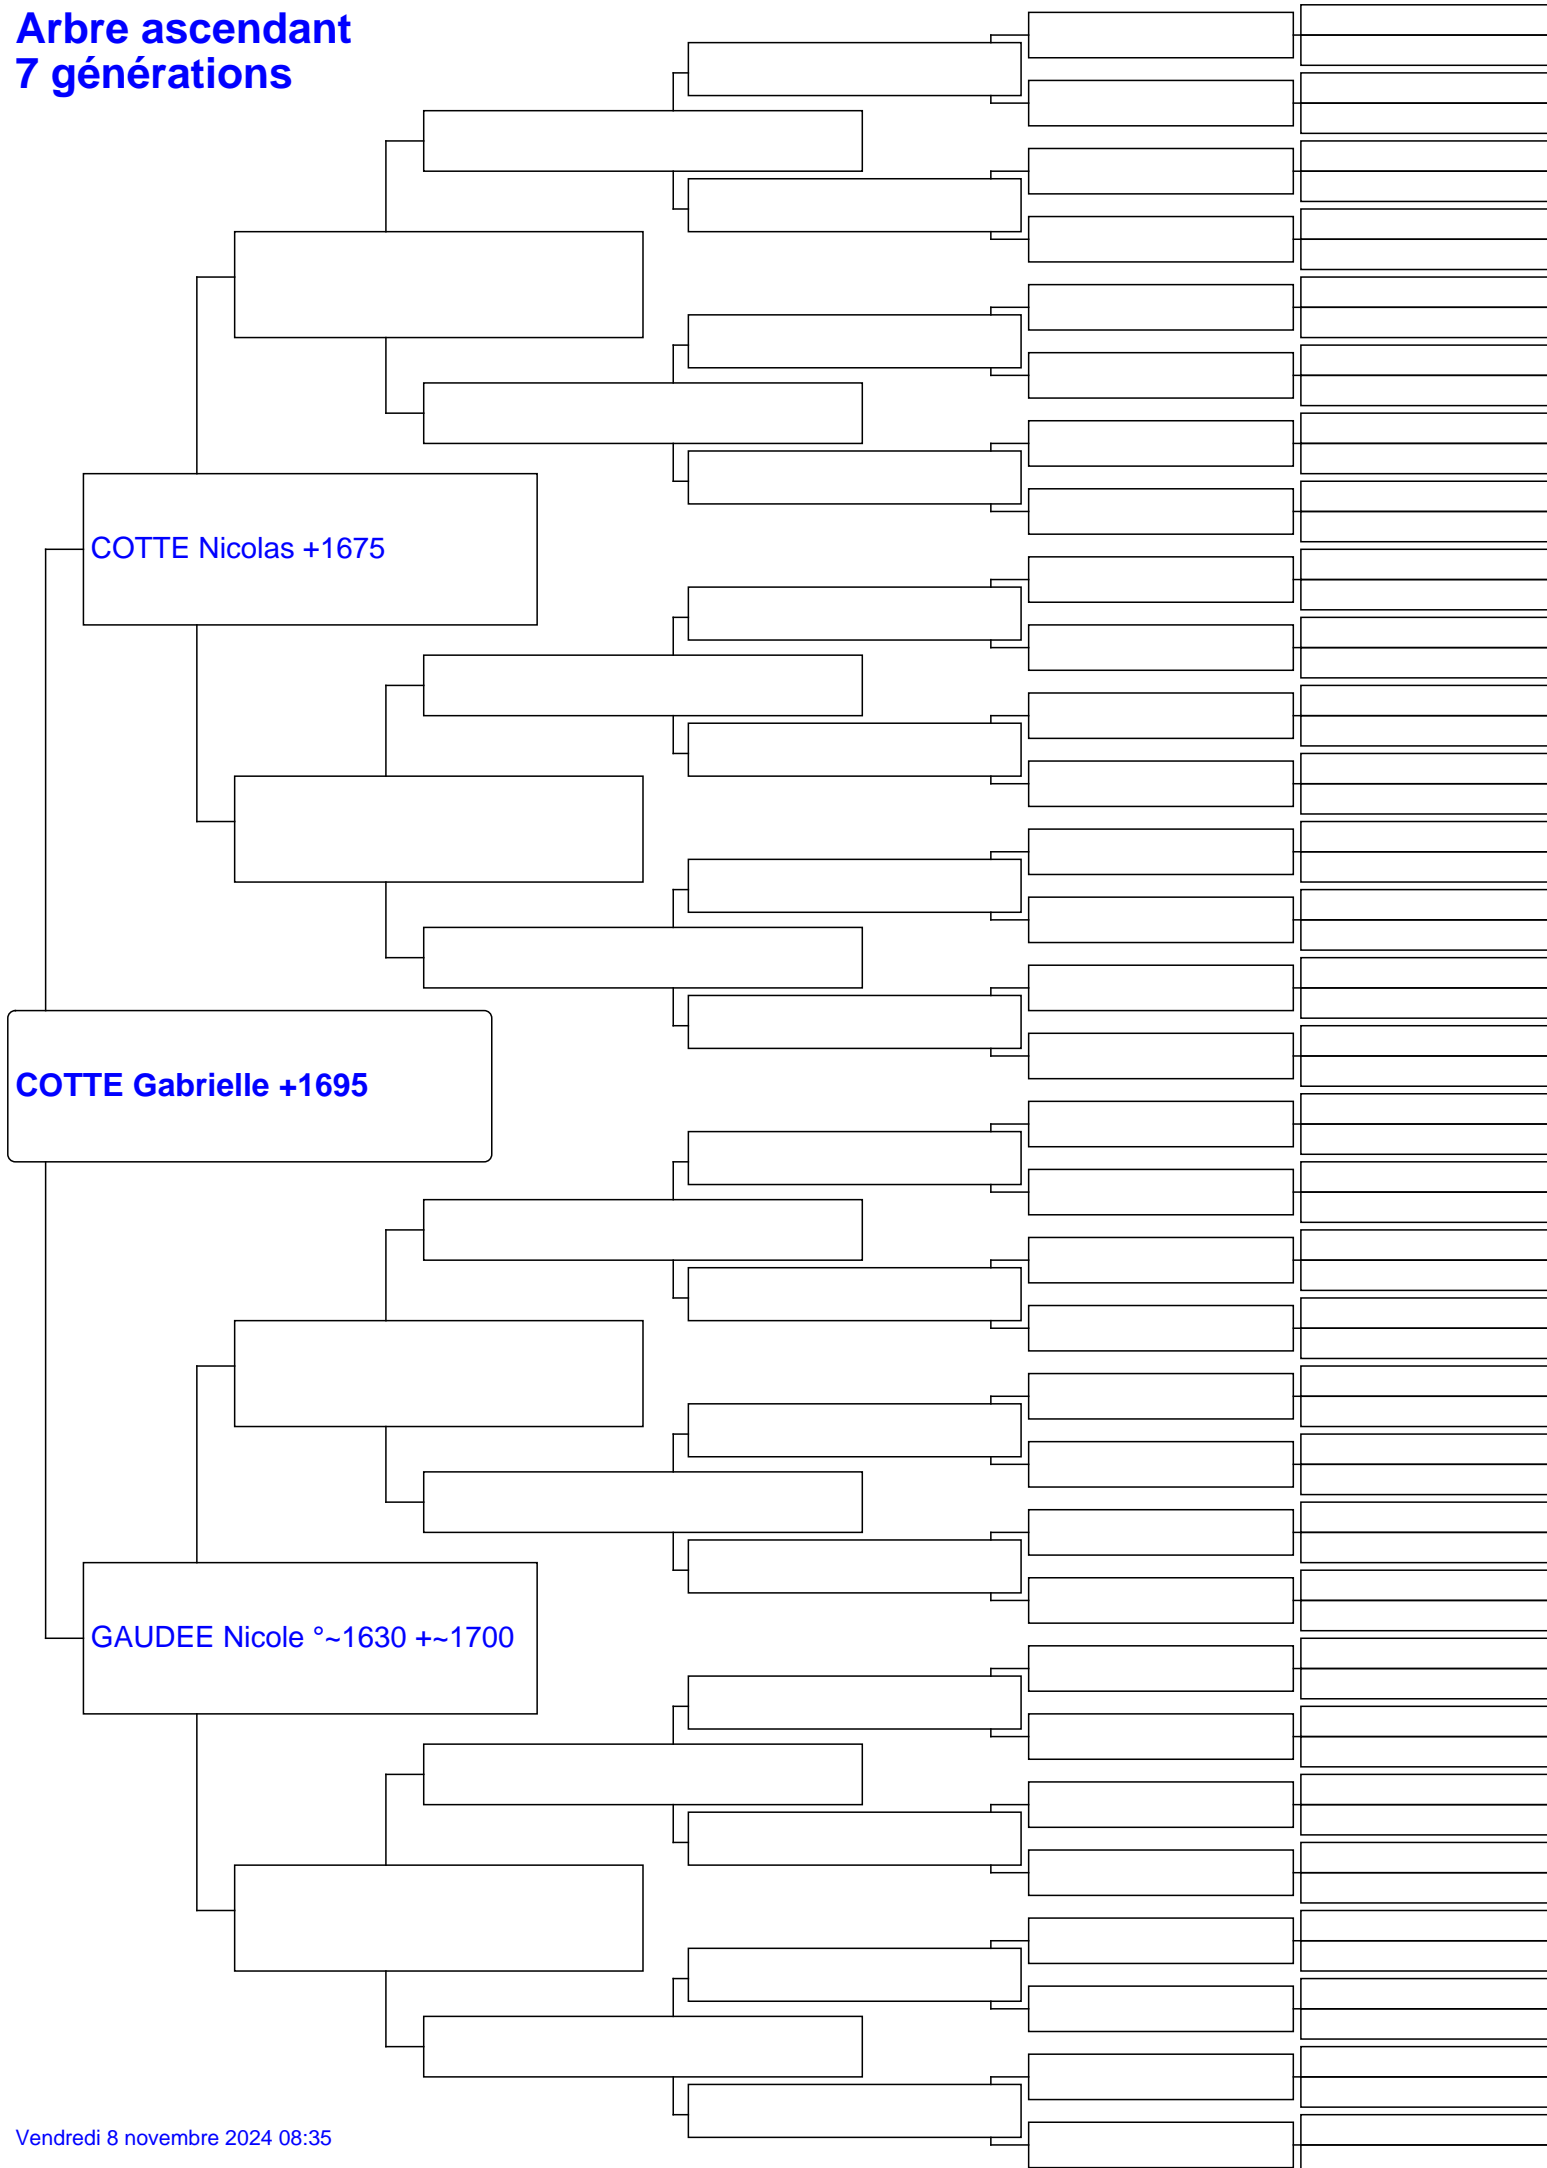 Arbre ascendant
7 générations
COTTE Nicolas +1675
COTTE Gabrielle +1695
GAUDEE Nicole °~1630 +~1700
Vendredi 8 novembre 2024 08:35